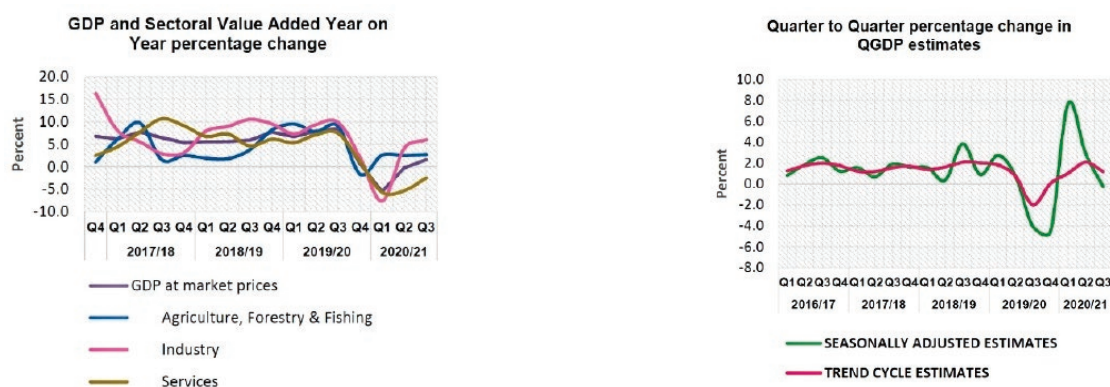 GDP and Sectoral Value Added Year on
Year percentage change
Percent
20.0
15.0
10.0
5.0
0.0
-5.0
-10.0
Q4 Q1 Q2 Q3 Q4 Q1 Q2 Q3 Q4 Q1 Q2 Q3 Q4 Q1 Q2 Q3
2017/18 2018/19 2019/20 2020/21
GDP at market prices
Agriculture, Forestry & Fishing
Industry
Services
Quarter to Quarter percentage change in
QGDP estimates
Percent
10.0
8.0
6.0
4.0
2.0
0.0
-2.0
-4.0
-6.0
-8.0
Q1 Q2 Q3 Q4 Q1 Q2 Q3 Q4 Q1 Q2 Q3 Q4 Q1 Q2 Q3 Q4 Q1 Q2 Q3
2016/17 2017/18 2018/19 2019/20 2020/21
SEASONALLY ADJUSTED ESTIMATES
TREND CYCLE ESTIMATES